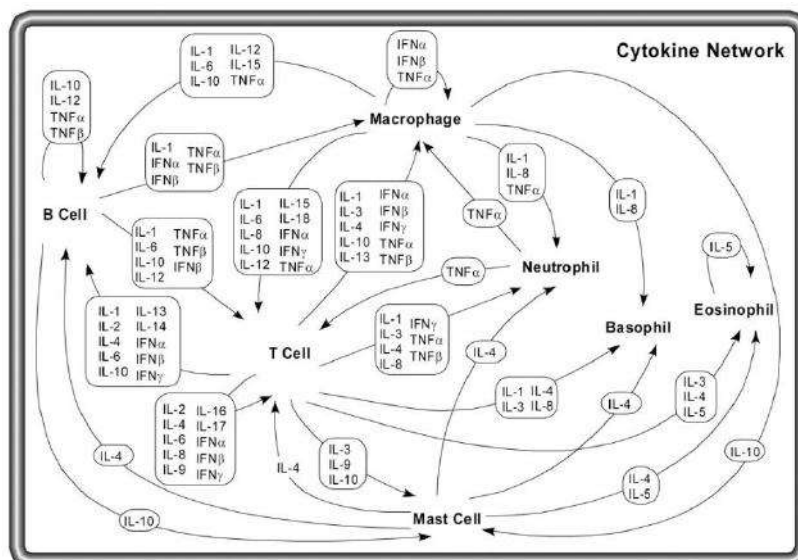 Cytokine Network
IL-1 IL-12
IL-6 IL-15
IL-10 TNFα
IFNα
IFNβ
TNFα
IL-10
IL-12
TNFα
TNFβ
Macrophage
IL-1 TNFα
IFNα TNFβ
IFNβ
IL-1
IL-8
TNFα
IL-1
IL-8
B Cell
IL-1 IL-15
IL-6 IL-18
IL-8 IFNα
IL-10 IFNγ
IL-12 TNFα
IL-1 IFNα
IL-3 IFNβ
IL-4 IFNγ
IL-10 TNFα
IL-13 TNFβ
TNFα
IL-1 TNFα
IL-6 TNFβ
IL-10 IFNβ
IL-12
IL-5
TNFα
Neutrophil
Eosinophil
IL-1 IL-13
IL-2 IL-14
IL-4 IFNα
IL-6 IFNβ
IL-10 IFNγ
IL-1 IFNγ
IL-3 TNFα
IL-4 TNFβ
IL-8
Basophil
T Cell
IL-4
IL-1 IL-4
IL-3 IL-8
IL-3
IL-4
IL-5
IL-4
IL-2 IL-16
IL-4 IL-17
IL-6 IFNα
IL-8 IFNβ
IL-9 IFNγ
IL-3
IL-9
IL-10
IL-4
IL-4
IL-10
IL-4
IL-5
IL-10
Mast Cell